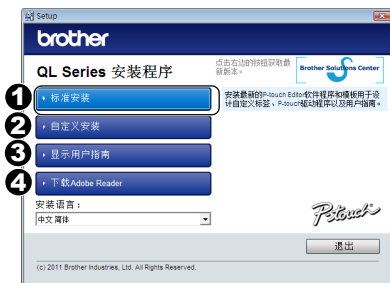 Setup
brother
QL Series 安装程序
点击右边的按钮获取最
新版本。
Brother Solutions Center
1 标准安装
安装最新的P-touch Editor软件程序和模板用于设
计自定义标签、P-touch驱动程序以及用户指南。
2 自定义安装
3 显示用户指南
4 下载Adobe Reader
安装语言：
中文简体
P-touch
退出
(c) 2011 Brother Industries, Ltd. All Rights Reserved.